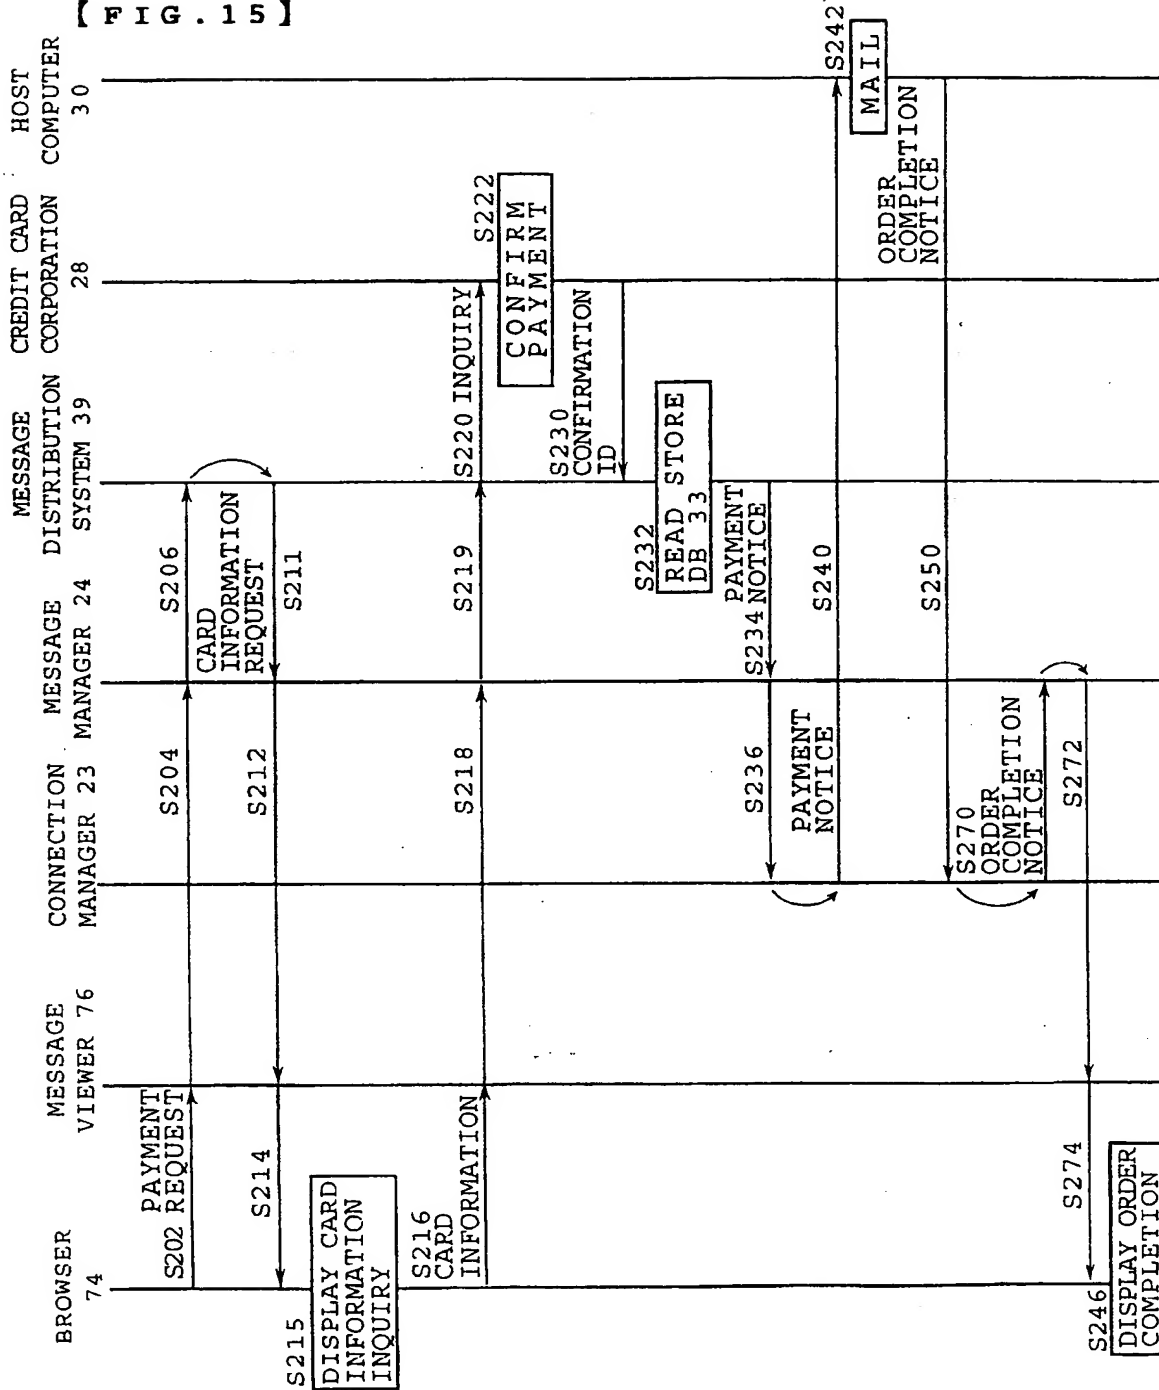 【FIG.15】
BROWSER
74
MESSAGE
VIEWER 76
CONNECTION
MANAGER 23
MESSAGE
MANAGER 24
MESSAGE
DISTRIBUTION
SYSTEM 39
CREDIT CARD
CORPORATION
28
HOST
COMPUTER
30
PAYMENT
S202 REQUEST
S204
S206
CARD
INFORMATION
REQUEST
S211
S212
S214
S215
DISPLAY CARD
INFORMATION
INQUIRY
S216
CARD
INFORMATION
S218
S219
S220 INQUIRY
S222
CONFIRM
PAYMENT
S230
CONFIRMATION
ID
S232
READ STORE
DB 33
PAYMENT
S234 NOTICE
S236
PAYMENT
NOTICE
S240
S242
MAIL
ORDER
COMPLETION
NOTICE
S250
S270
ORDER
COMPLETION
NOTICE
S272
S274
S246
DISPLAY ORDER
COMPLETION